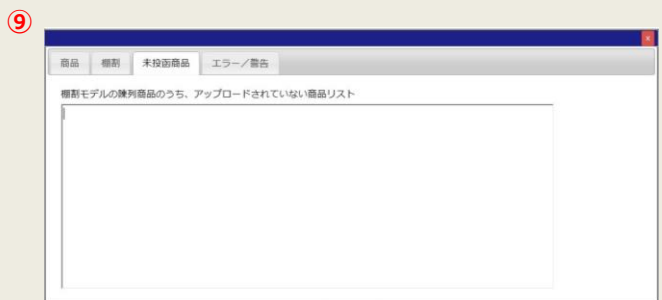 ⑨
x
商品 棚割 未投函商品 エラー／警告
棚割モデルの陳列商品のうち、アップロードされていない商品リスト